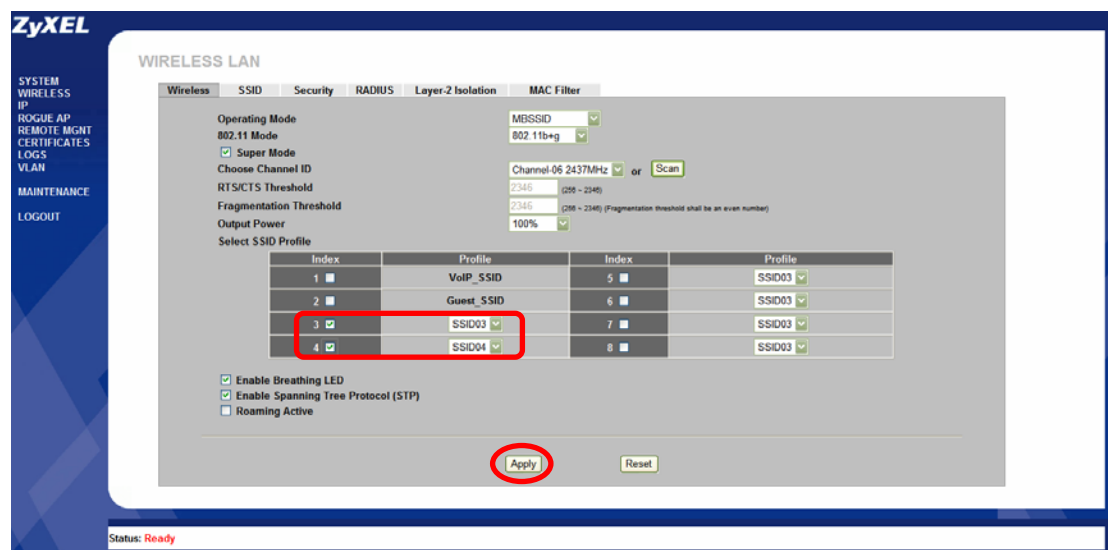 ZyXEL
WIRELESS LAN
SYSTEM
WIRELESS
IP
ROGUE AP
REMOTE MGNT
CERTIFICATES
LOGS
VLAN
MAINTENANCE
LOGOUT
Wireless SSID Security RADIUS Layer-2 Isolation MAC Filter
Operating Mode MBSSID
802.11 Mode 802.11b+g
Super Mode
Choose Channel ID Channel-06 2437MHz or Scan
RTS/CTS Threshold 2346 (256 ~ 2346)
Fragmentation Threshold 2346 (256 ~ 2346) (Fragmentation threshold shall be an even number)
Output Power 100%
Select SSID Profile
Index Profile Index Profile
1 VoIP_SSID 5 SSID03
2 Guest_SSID 6 SSID03
3 SSID03 7 SSID03
4 SSID04 8 SSID03
Enable Breathing LED
Enable Spanning Tree Protocol (STP)
Roaming Active
Apply Reset
Status: Ready